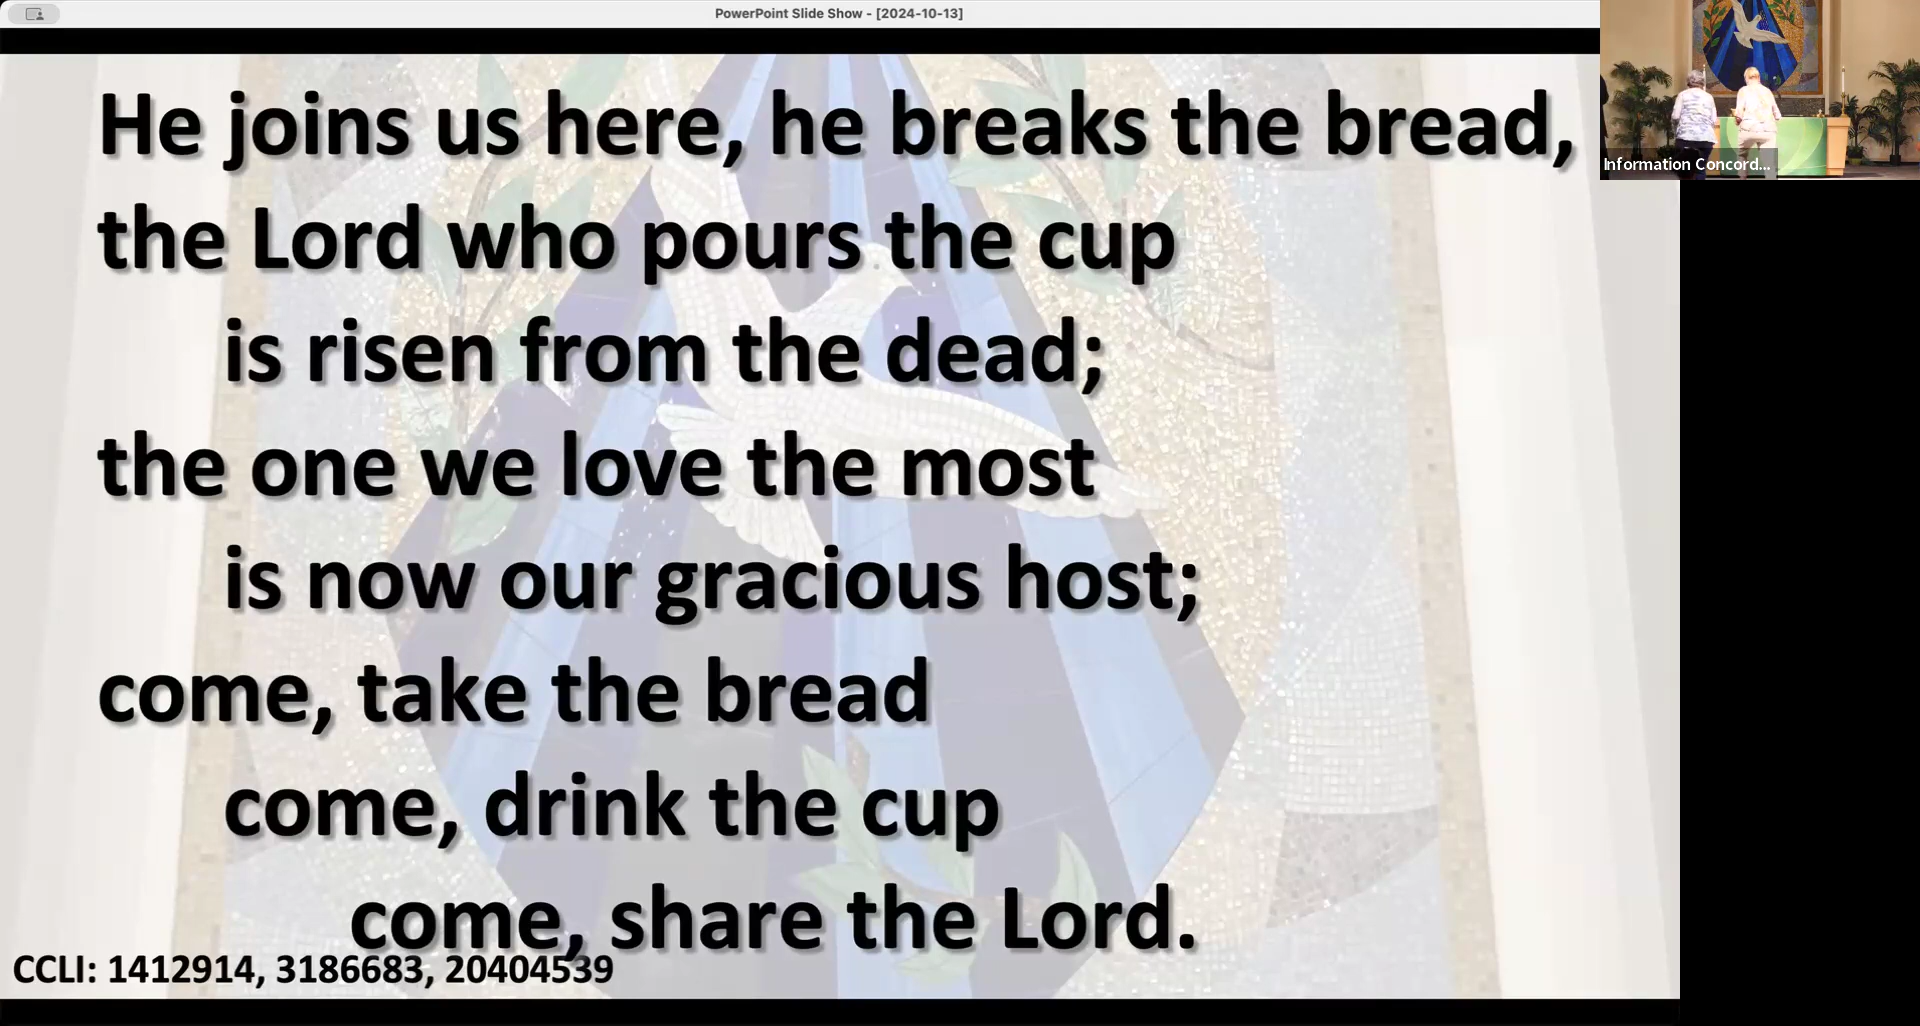 PowerPoint Slide Show - [2024-10-13]
He joins us here, he breaks the bread,
the Lord who pours the cup
is risen from the dead;
the one we love the most
is now our gracious host;
come, take the bread
come, drink the cup
come, share the Lord.
CCLI: 1412914, 3186683, 20404539
Information Concord...